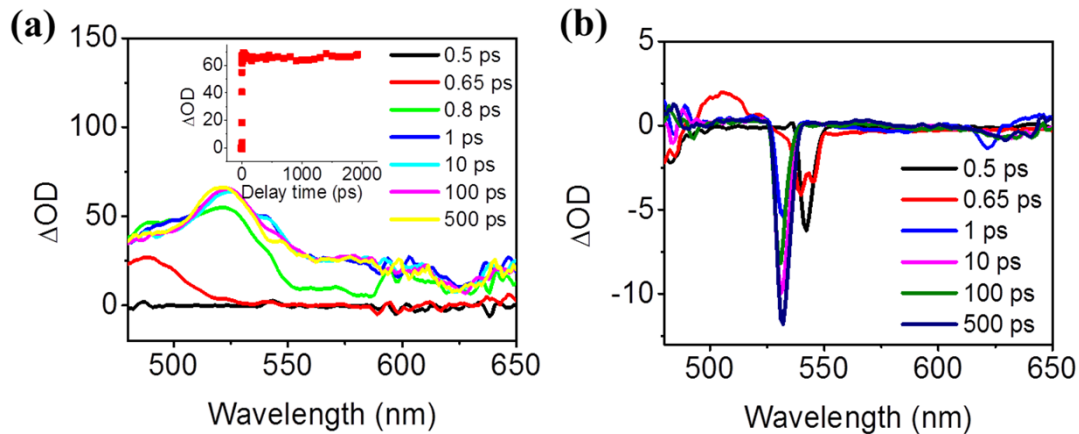 (a)
150
100
50
0
ΔOD
500
550
600
650
Wavelength (nm)
60
40
20
0
ΔOD
0
1000
2000
Delay time (ps)
0.5 ps
0.65 ps
0.8 ps
1 ps
10 ps
100 ps
500 ps
(b)
5
0
-5
-10
ΔOD
500
550
600
650
Wavelength (nm)
0.5 ps
0.65 ps
1 ps
10 ps
100 ps
500 ps